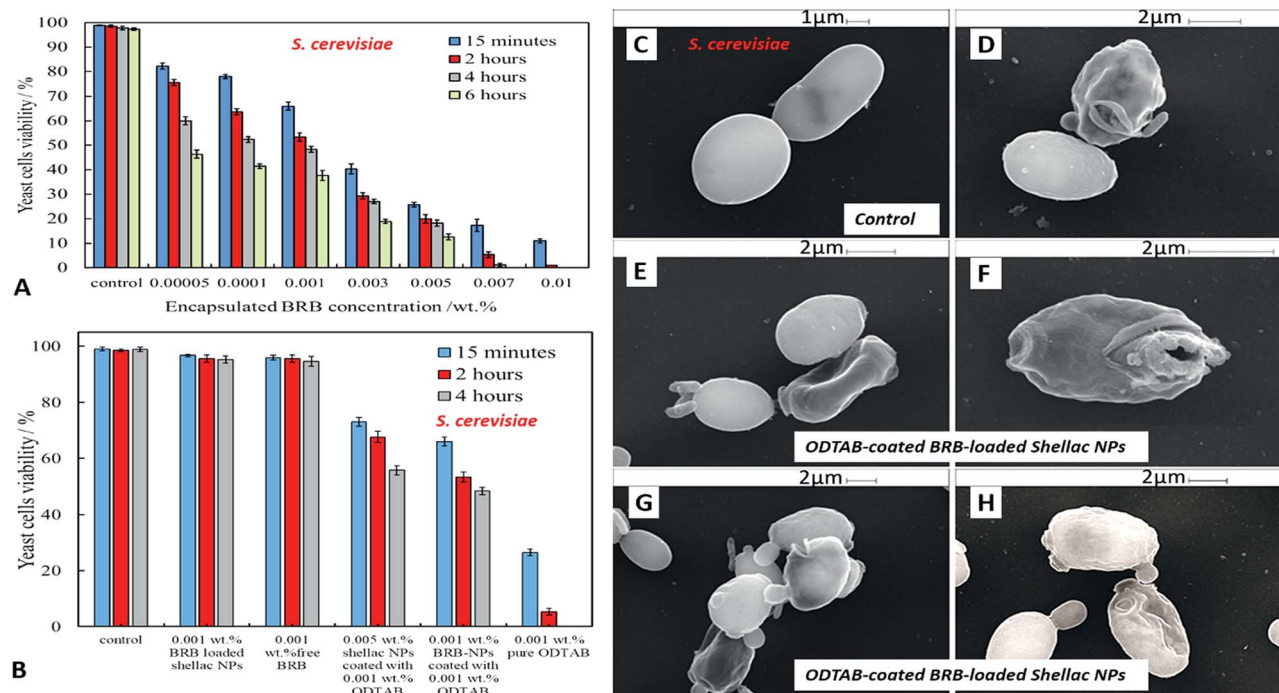 100
90
80
70
60
50
40
30
20
10
0
Yeast cells viability / %
S. cerevisiae
15 minutes
2 hours
4 hours
6 hours
control 0.00005 0.0001 0.001 0.003 0.005 0.007 0.01
Encapsulated BRB concentration /wt.%
A
100
80
60
40
20
0
Yeast cells viability / %
15 minutes
2 hours
4 hours
S. cerevisiae
control
0.001 wt.%
BRB loaded
shellac NPs
0.001
wt.%free
BRB
0.005 wt.%
shellac NPs
coated with
0.001 wt.%
ODTAB
0.001 wt.%
BRB-NPs
coated with
0.001 wt.%
ODTAB
0.001 wt.%
pure ODTAB
B
1µm
C
S. cerevisiae
Control
2µm
D
2µm
E
2µm
F
ODTAB-coated BRB-loaded Shellac NPs
2µm
G
2µm
H
ODTAB-coated BRB-loaded Shellac NPs